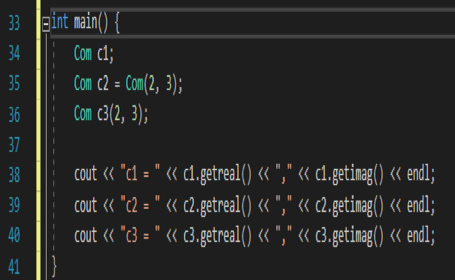 33 int main() {
34 Com c1;
35 Com c2 = Com(2, 3);
36 Com c3(2, 3);
37
38 cout << "c1 = " << c1.getreal() << "," << c1.getimag() << endl;
39 cout << "c2 = " << c2.getreal() << "," << c2.getimag() << endl;
40 cout << "c3 = " << c3.getreal() << "," << c3.getimag() << endl;
41 }